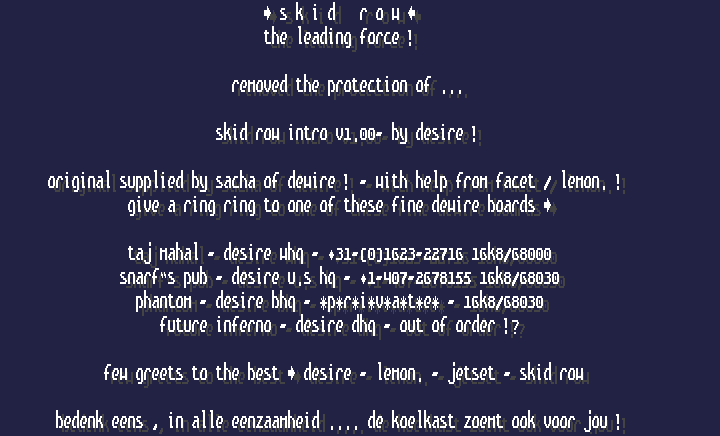 ➧ s k i d  r o w ➧
the leading force !
removed the protection of ...
skid row intro v1.00- by desire !
original supplied by sacha of dewire ! - with help from facet / lemon. !
give a ring ring to one of these fine dewire boards ➧
taj mahal - desire whq - +31-(0)1623-22716 16k8/68000
snarf"s pub - desire u.s hq - +1-407-2678155 16k8/68030
phantom - desire bhq - *p*r*i*v*a*t*e* - 16k8/68030
future inferno - desire dhq - out of order !?
few greets to the best ➧ desire - lemon. - jetset - skid row
bedenk eens , in alle eenzaamheid .... de koelkast zoemt ook voor jou !